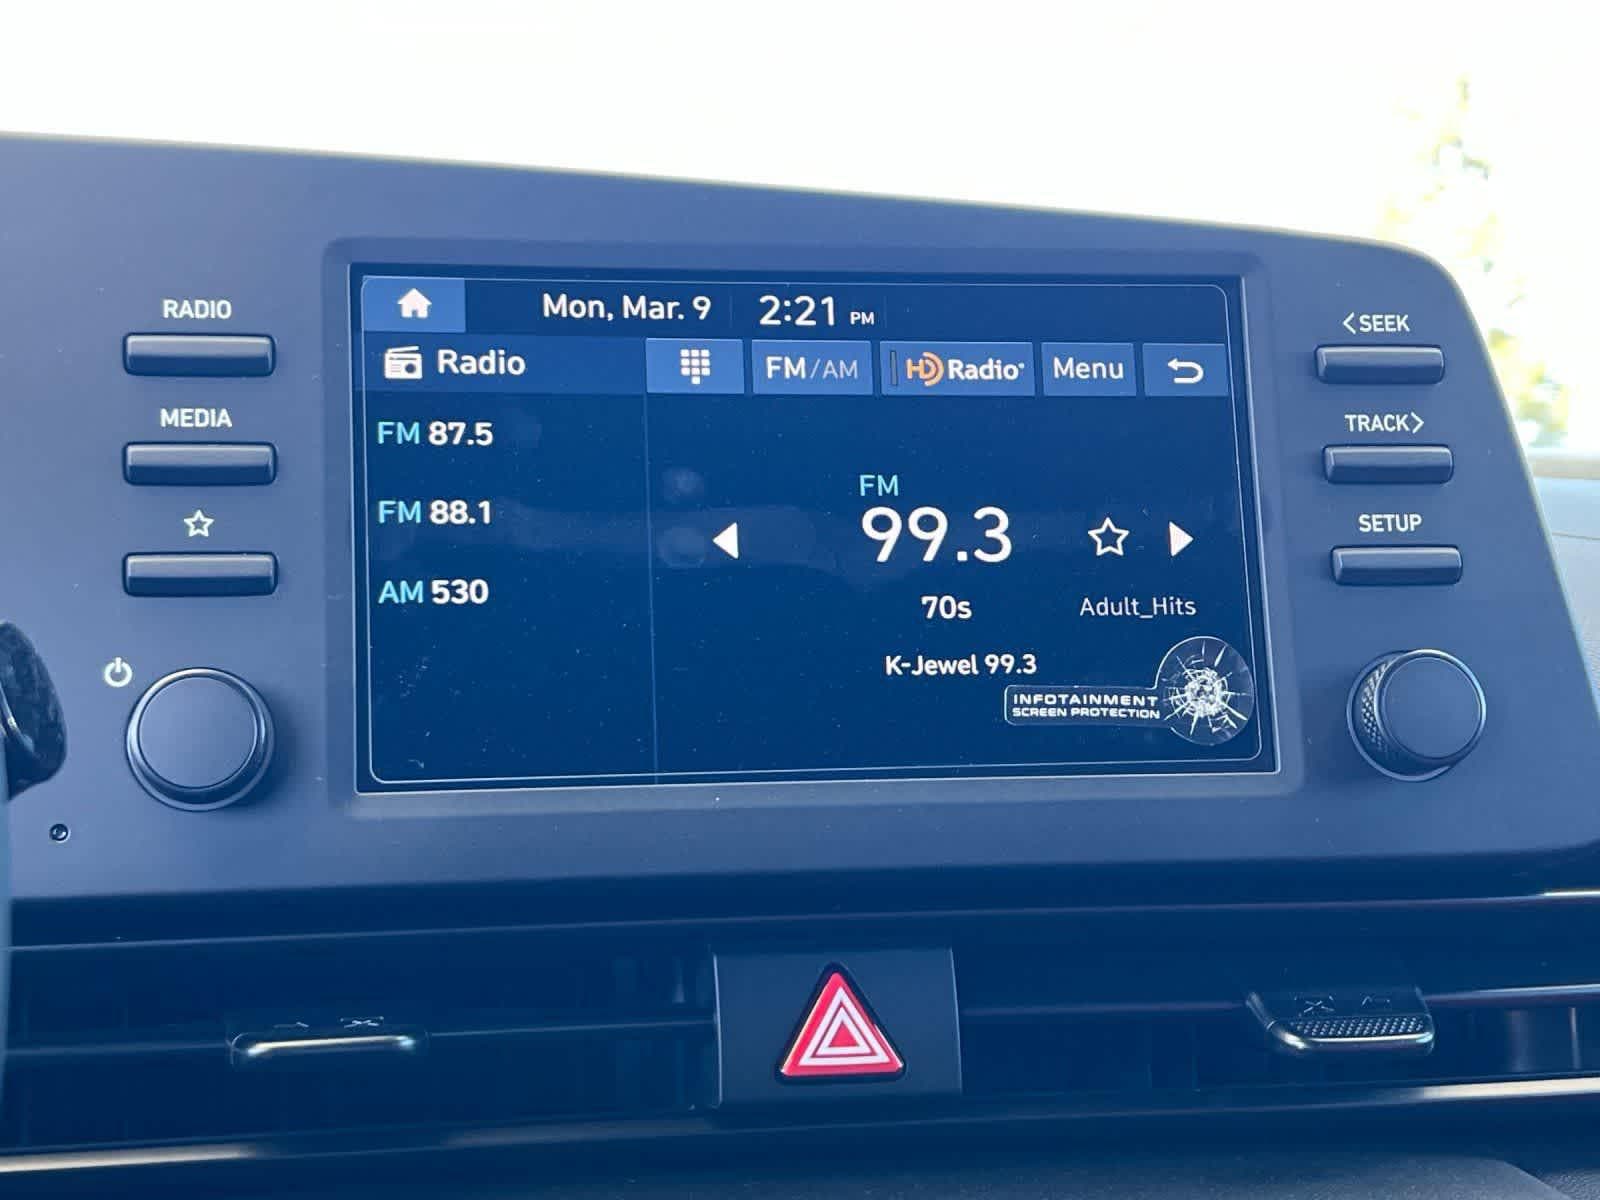 RADIO
MEDIA
Mon, Mar. 9 2:21 PM
Radio FM/AM HD Radio Menu
FM 87.5
FM 88.1
AM 530
FM
99.3
70s
Adult_Hits
K-Jewel 99.3
INFOTAINMENT
SCREEN PROTECTION
<SEEK
TRACK>
SETUP